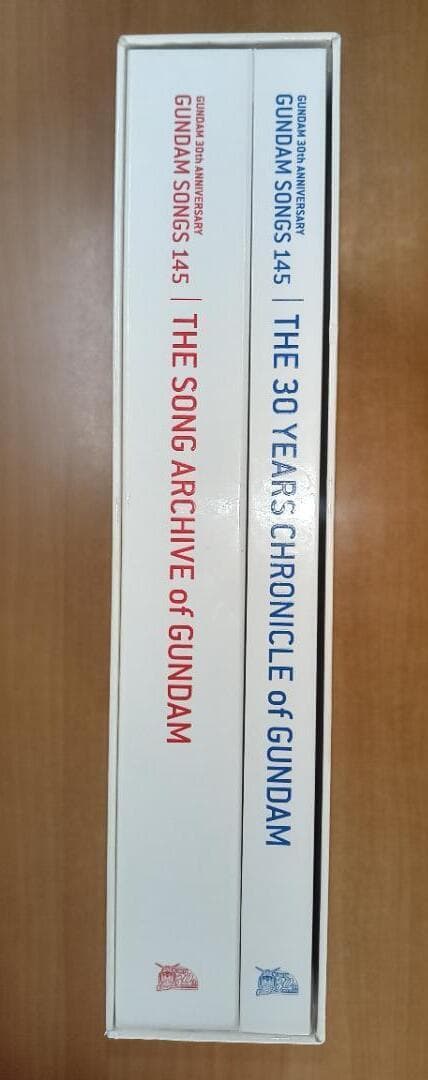 GUNDAM 30th ANNIVERSARY
GUNDAM SONGS 145 | THE SONG ARCHIVE of GUNDAM
GUNDAM 30th ANNIVERSARY
GUNDAM SONGS 145 | THE 30 YEARS CHRONICLE of GUNDAM